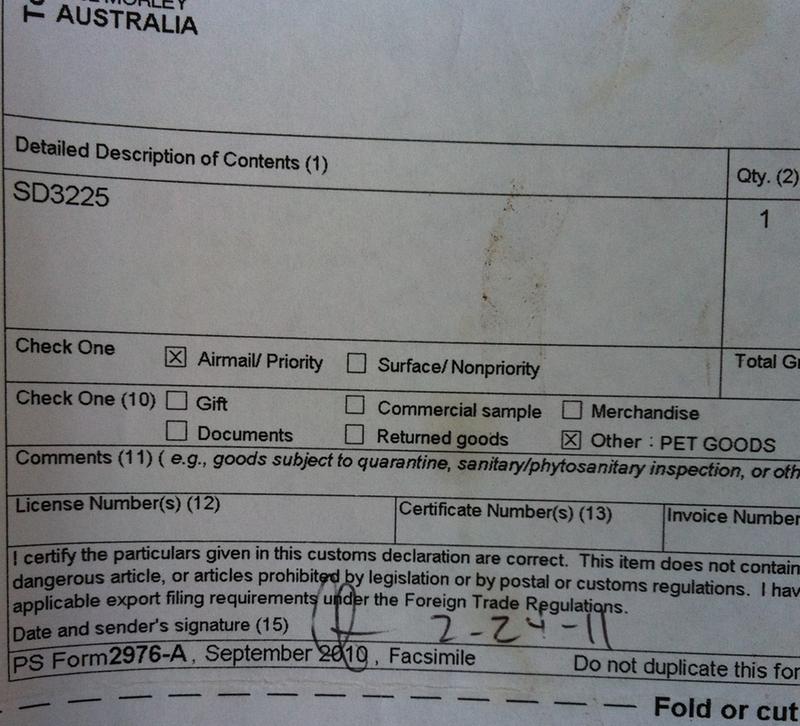 TO
MORLEY
AUSTRALIA
Detailed Description of Contents (1)
Qty. (2)
SD3225
1
Check One ☒ Airmail/ Priority ☐ Surface/ Nonpriority
Total G
Check One (10) ☐ Gift ☐ Commercial sample ☐ Merchandise
☐ Documents ☐ Returned goods ☒ Other : PET GOODS
Comments (11) ( e.g., goods subject to quarantine, sanitary/phytosanitary inspection, or oth
License Number(s) (12) Certificate Number(s) (13) Invoice Number
I certify the particulars given in this customs declaration are correct. This item does not contain
dangerous article, or articles prohibited by legislation or by postal or customs regulations. I hav
applicable export filing requirements under the Foreign Trade Regulations.
Date and sender's signature (15) 2-24-11
PS Form 2976-A, September 2010, Facsimile Do not duplicate this for
Fold or cut